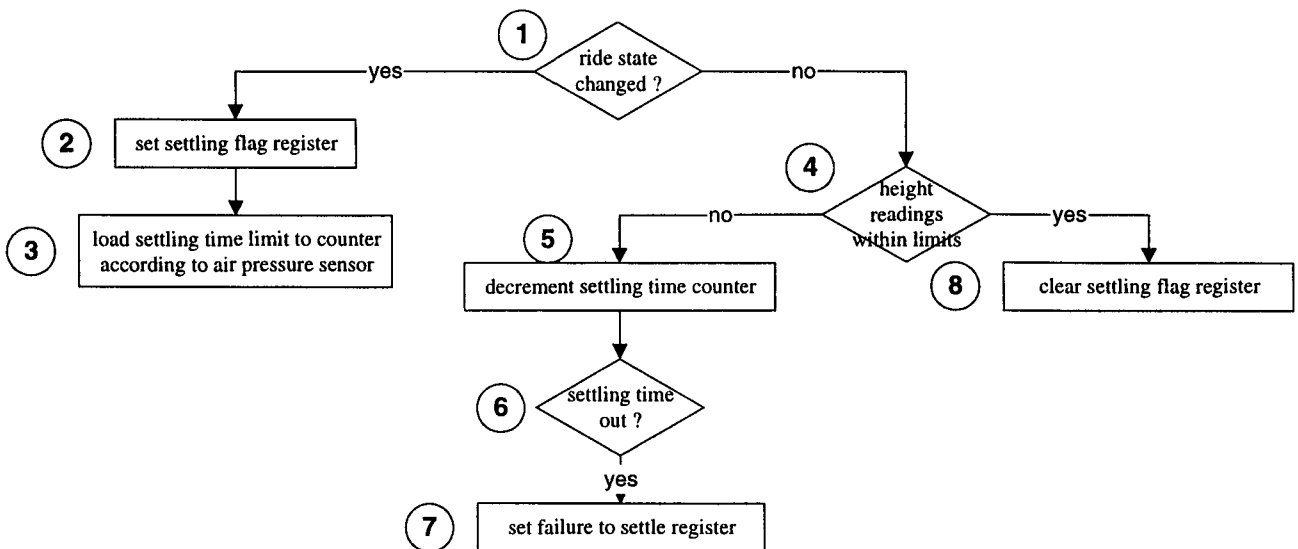 1
ride state
changed ?
yes
no
2
set settling flag register
4
height
readings
within limits
3
load settling time limit to counter
according to air pressure sensor
no
yes
5
decrement settling time counter
8
clear settling flag register
6
settling time
out ?
yes
7
set failure to settle register